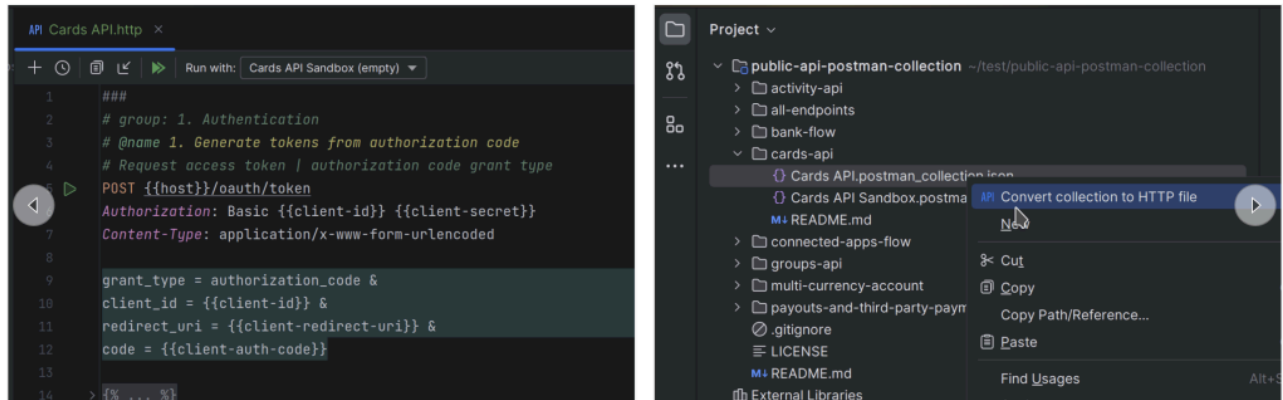 API Cards API.http ×
Run with: Cards API Sandbox (empty)
1 ###
2 # group: 1. Authentication
3 # @name 1. Generate tokens from authorization code
4 # Request access token | authorization code grant type
5 POST {{host}}/oauth/token
6 Authorization: Basic {{client-id}} {{client-secret}}
7 Content-Type: application/x-www-form-urlencoded
8
9 grant_type = authorization_code &
10 client_id = {{client-id}} &
11 redirect_uri = {{client-redirect-uri}} &
12 code = {{client-auth-code}}
13
14 {% ... %}
Project
public-api-postman-collection ~/test/public-api-postman-collection
activity-api
all-endpoints
bank-flow
cards-api
{} Cards API.postman_collection.json
{} Cards API Sandbox.postma
M↓ README.md
connected-apps-flow
groups-api
multi-currency-account
payouts-and-third-party-paym
.gitignore
LICENSE
M↓ README.md
External Libraries
API Convert collection to HTTP file
New
Cut
Copy
Copy Path/Reference...
Paste
Find Usages Alt+S